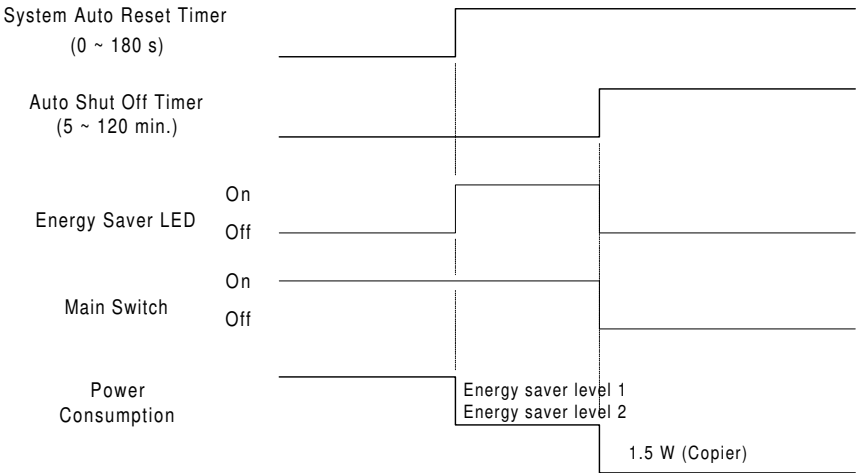 System Auto Reset Timer
(0 ~ 180 s)
Auto Shut Off Timer
(5 ~ 120 min.)
On
Energy Saver LED
Off
On
Main Switch
Off
Power
Consumption
Energy saver level 1
Energy saver level 2
1.5 W (Copier)